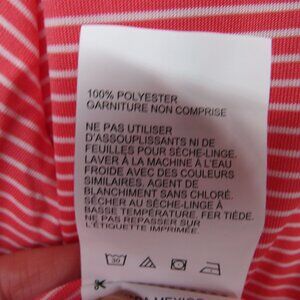 100% POLYESTER
GARNITURE NON COMPRISE
NE PAS UTILISER
D'ASSOUPLISSANTS NI DE
FEUILLES POUR SÈCHE-LINGE.
LAVER À LA MACHINE À L'EAU
FROIDE AVEC DES COULEURS
SIMILAIRES. AGENT DE
BLANCHIMENT SANS CHLORE.
SÉCHER AU SÈCHE-LINGE À
BASSE TEMPÉRATURE. FER TIÈDE.
NE PAS REPASSER SUR
L'ÉTIQUETTE IMPRIMÉE.
30